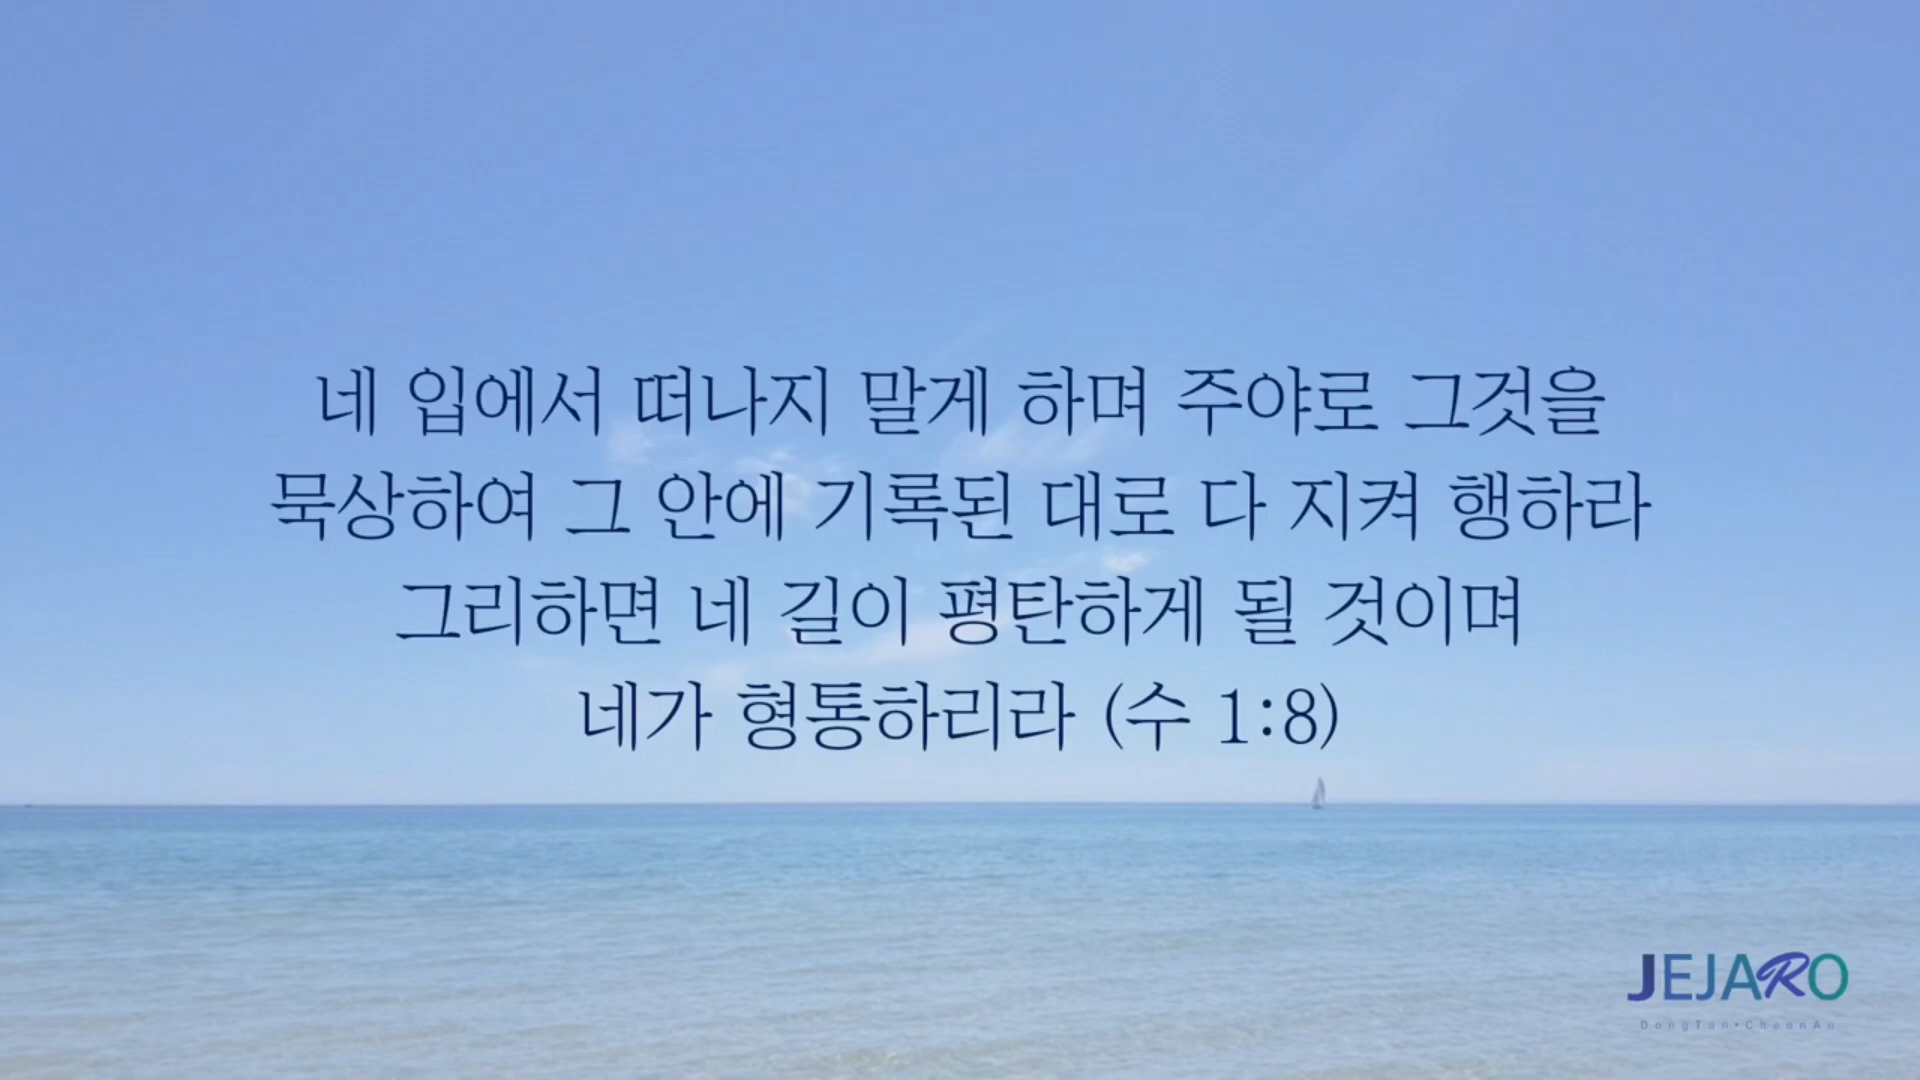 네 입에서 떠나지 말게 하며 주야로 그것을
묵상하여 그 안에 기록된 대로 다 지켜 행하라
그리하면 네 길이 평탄하게 될 것이며
네가 형통하리라 (수 1:8)
JEJARO
DongTan•CheonAn